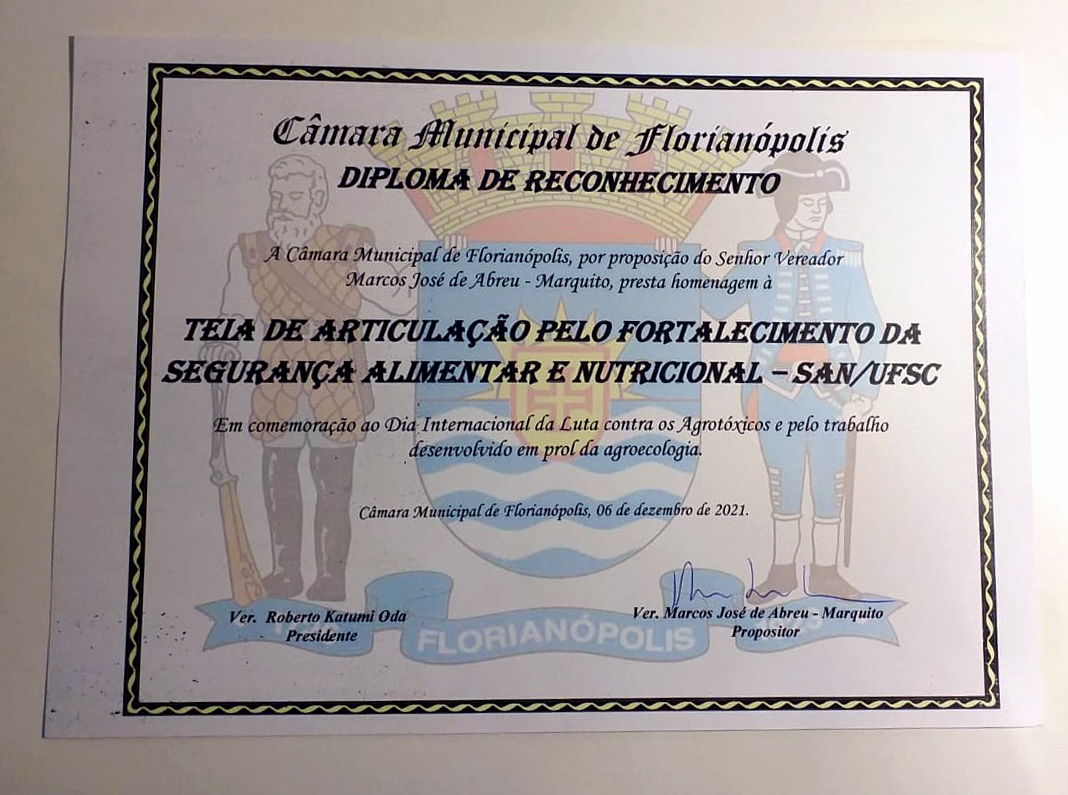 Câmara Municipal de Florianópolis
DIPLOMA DE RECONHECIMENTO
A Câmara Municipal de Florianópolis, por proposição do Senhor Vereador
Marcos José de Abreu - Marquito, presta homenagem à
TEIA DE ARTICULAÇÃO PELO FORTALECIMENTO DA
SEGURANÇA ALIMENTAR E NUTRICIONAL – SAN/UFSC
Em comemoração ao Dia Internacional da Luta contra os Agrotóxicos e pelo trabalho
desenvolvido em prol da agroecologia.
Câmara Municipal de Florianópolis, 06 de dezembro de 2021.
Ver. Roberto Katumi Oda
Presidente
Ver. Marcos José de Abreu - Marquito
Propositor
FLORIANÓPOLIS